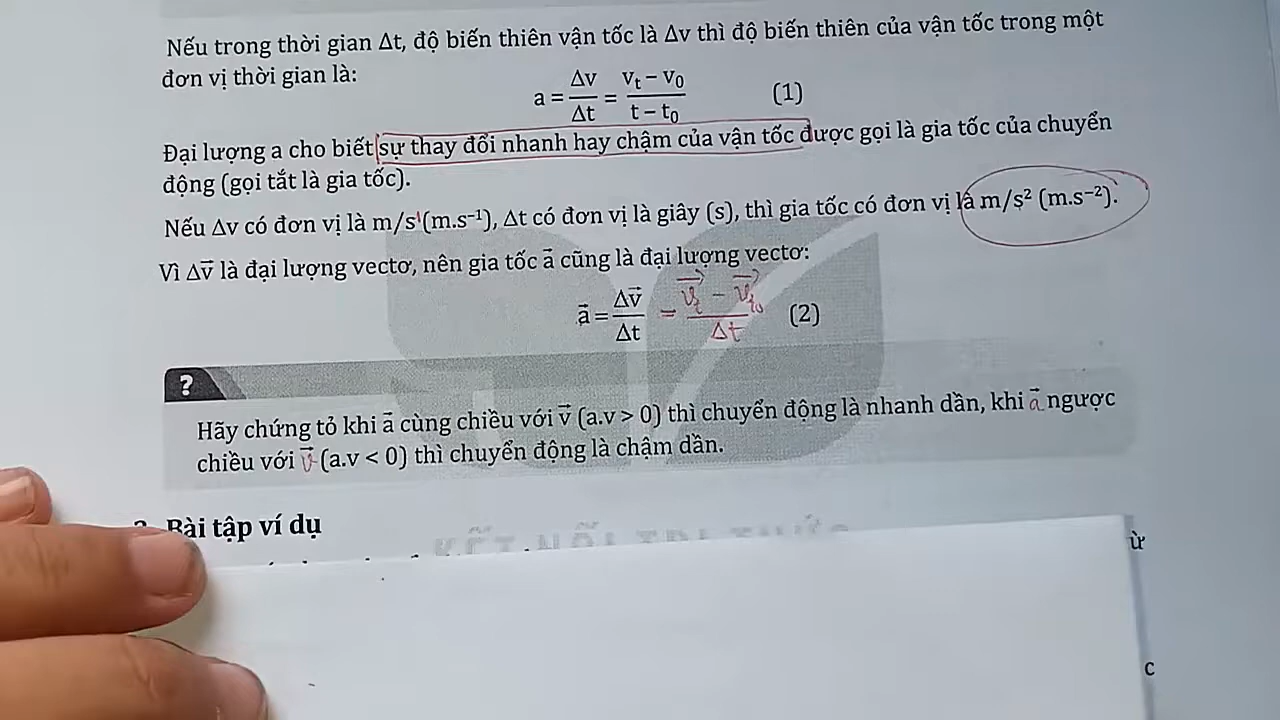 Nếu trong thời gian Δt, độ biến thiên vận tốc là Δv thì độ biến thiên của vận tốc trong một
đơn vị thời gian là:
a = Δv/Δt = (vₜ – v₀)/(t – t₀) (1)
Đại lượng a cho biết sự thay đổi nhanh hay chậm của vận tốc được gọi là gia tốc của chuyển
động (gọi tắt là gia tốc).
Nếu Δv có đơn vị là m/s (m.s⁻¹), Δt có đơn vị là giây (s), thì gia tốc có đơn vị là m/s² (m.s⁻²).
Vì Δv⃗ là đại lượng vectơ, nên gia tốc a⃗ cũng là đại lượng vectơ:
a⃗ = Δv⃗/Δt = (v⃗ₜ – v⃗ₜ₀)/Δt (2)
?
Hãy chứng tỏ khi a⃗ cùng chiều với v⃗ (a.v > 0) thì chuyển động là nhanh dần, khi a⃗ ngược
chiều với v⃗ (a.v < 0) thì chuyển động là chậm dần.
Bài tập ví dụ
KẾT NỐI TRI THỨC
ừ
c